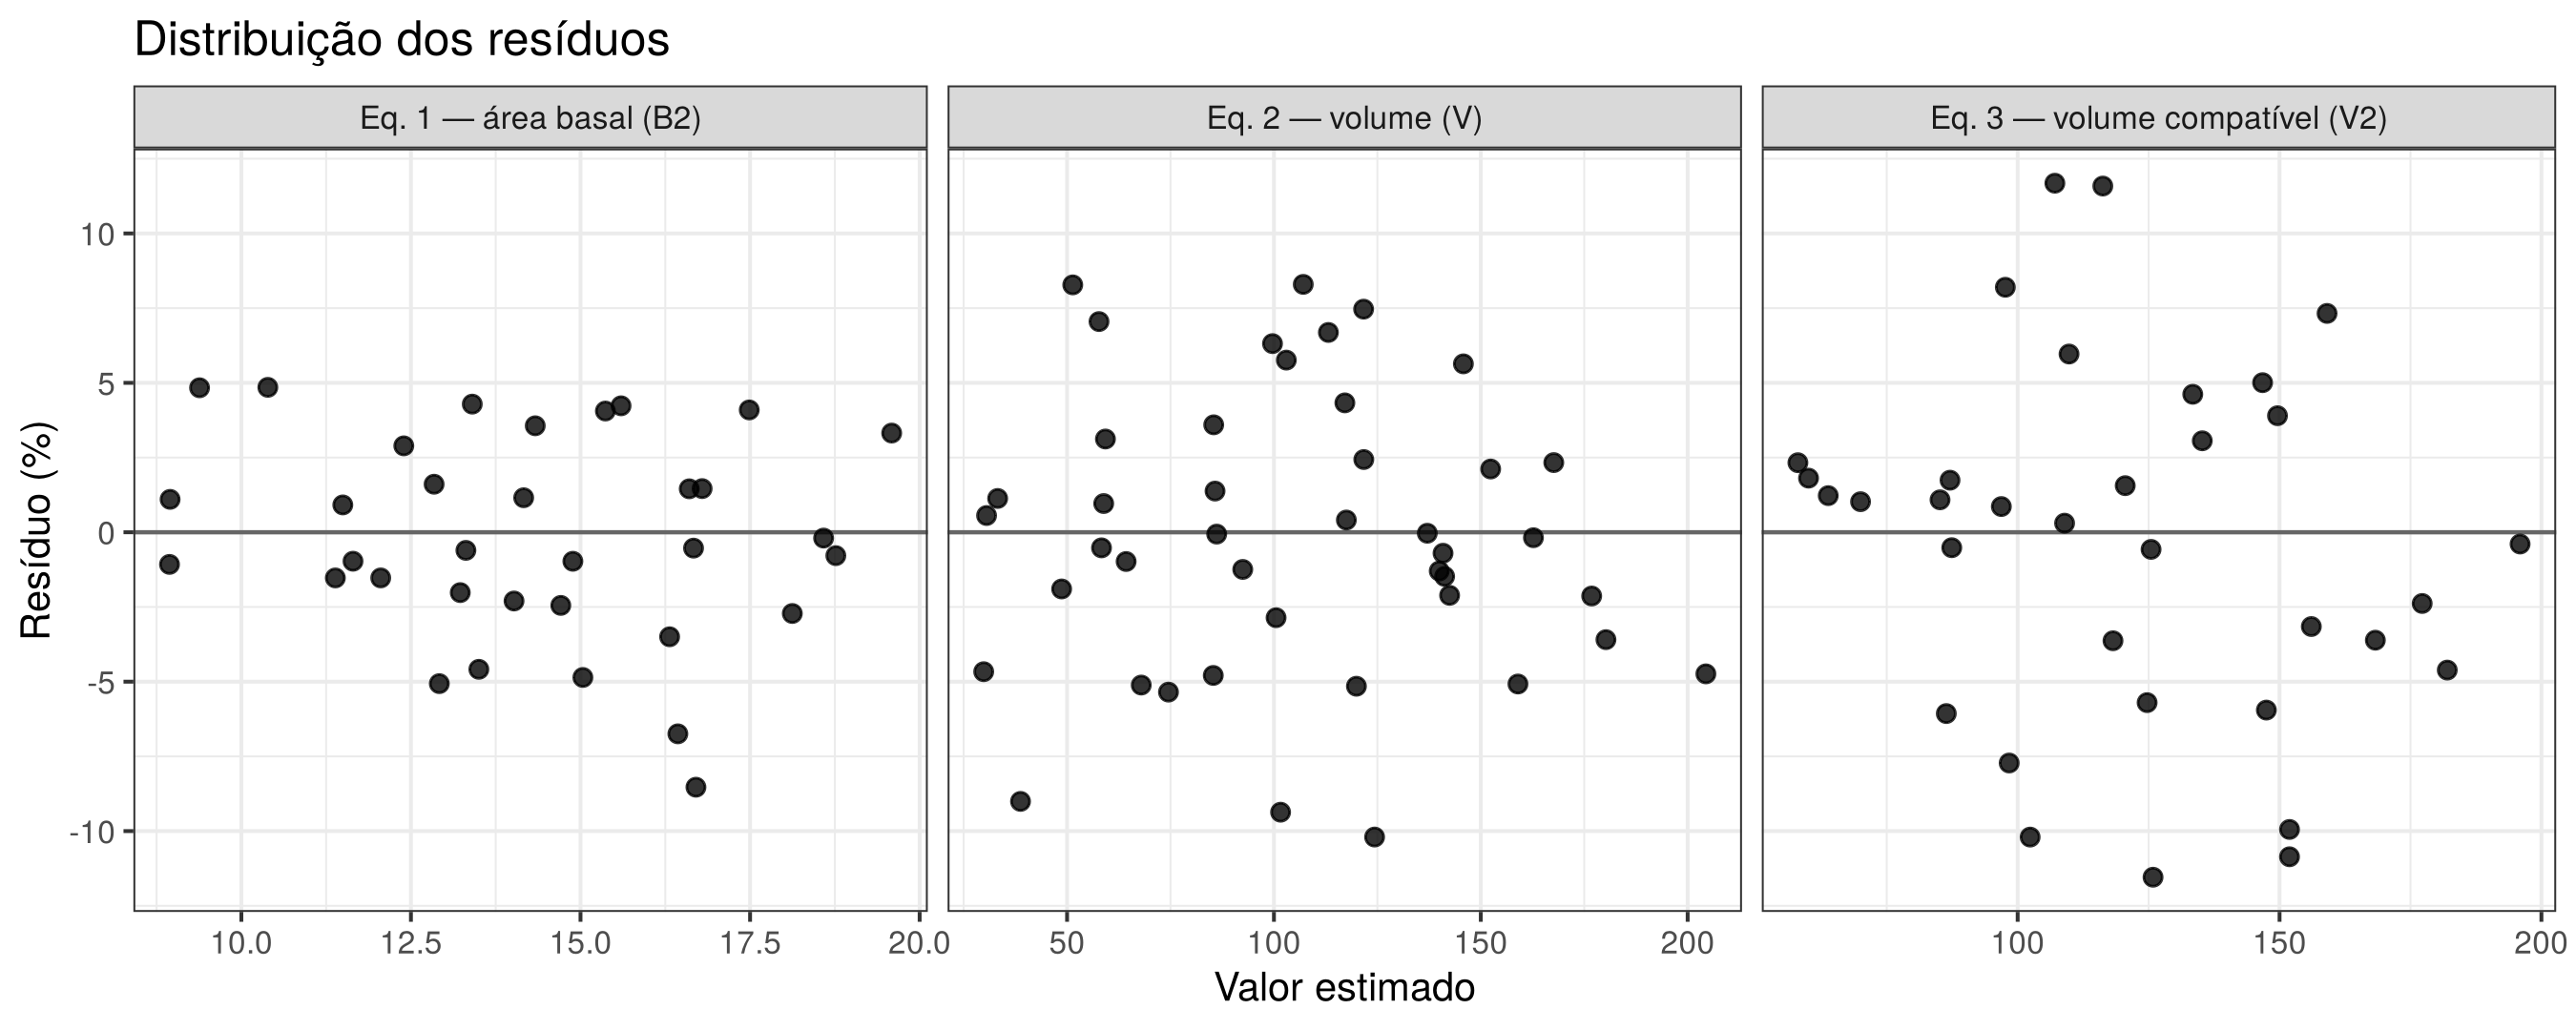 Distribuição dos resíduos
Eq. 1 — área basal (B2)
Eq. 2 — volume (V)
Eq. 3 — volume compatível (V2)
Resíduo (%)
10
5
0
-5
-10
10.0 12.5 15.0 17.5 20.0
50 100 150 200
100 150 200
Valor estimado